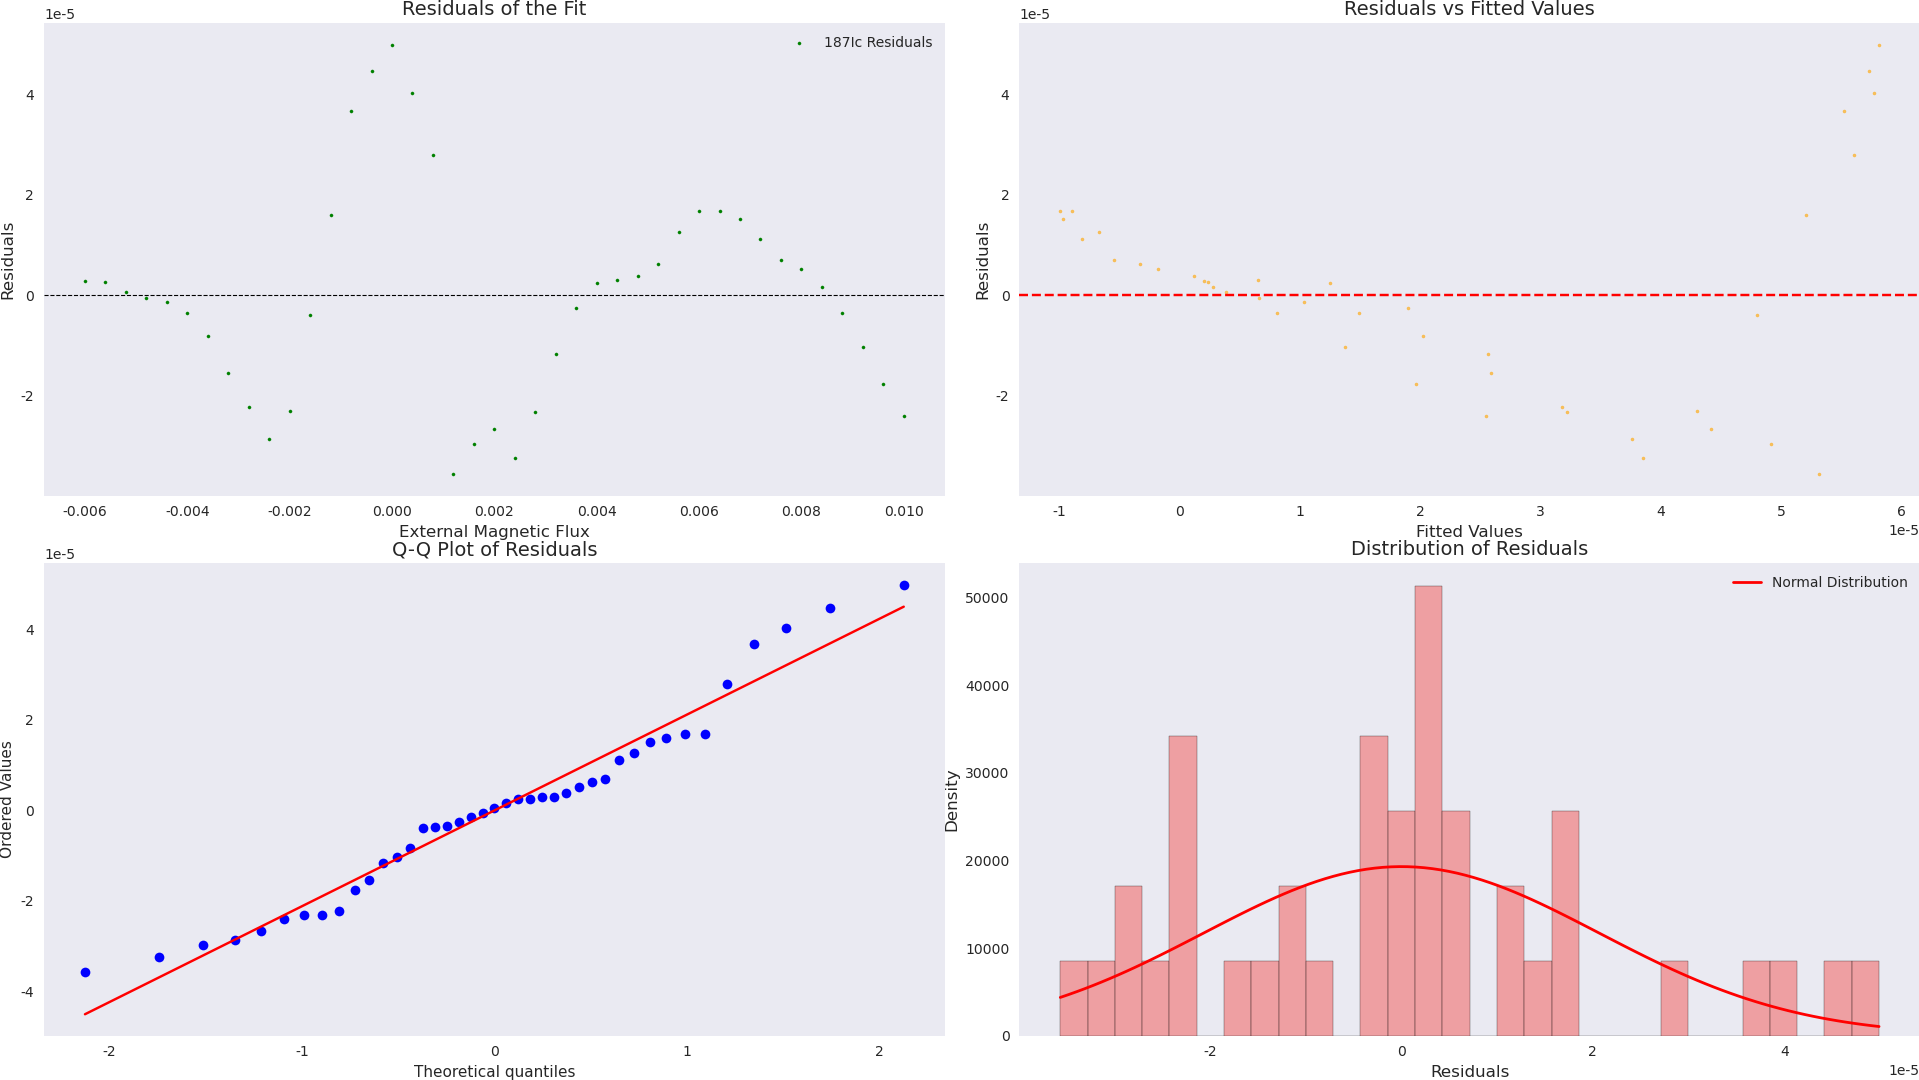 Residuals of the Fit
1e-5
187Ic Residuals
4
2
0
-2
Residuals
-0.006 -0.004 -0.002 0.000 0.002 0.004 0.006 0.008 0.010
External Magnetic Flux
Residuals vs Fitted Values
1e-5
4
2
0
-2
Residuals
-1 0 1 2 3 4 5 6
1e-5
Fitted Values
Q-Q Plot of Residuals
1e-5
4
2
0
-2
-4
Ordered Values
-2 -1 0 1 2
Theoretical quantiles
Distribution of Residuals
Normal Distribution
50000
40000
30000
20000
10000
0
Density
-2 0 2 4
1e-5
Residuals